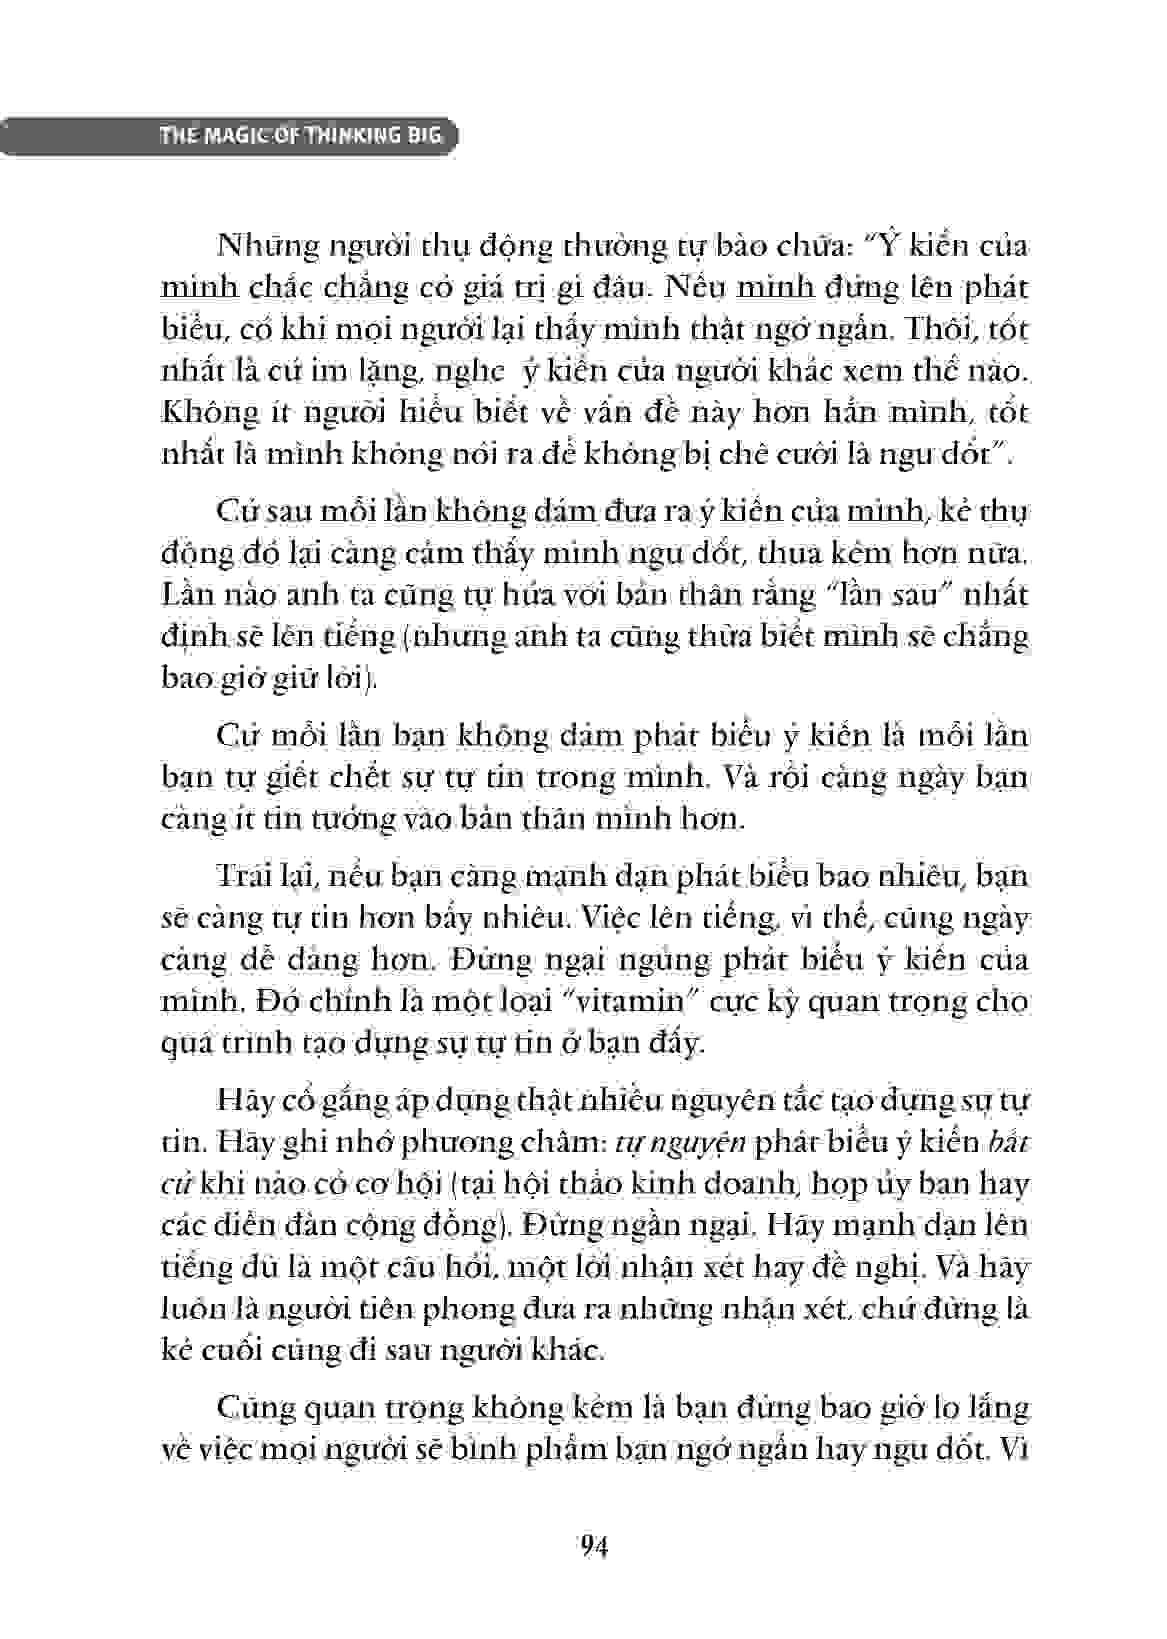 THE MAGIC OF THINKING BIG
Những người thụ động thường tự bào chữa: “Ý kiến của
mình chắc chẳng có giá trị gì đâu. Nếu mình đứng lên phát
biểu, có khi mọi người lại thấy mình thật ngớ ngẩn. Thôi, tốt
nhất là cứ im lặng, nghe ý kiến của người khác xem thế nào.
Không ít người hiểu biết về vấn đề này hơn hẳn mình, tốt
nhất là mình không nói ra để không bị chê cười là ngu dốt”.
Cứ sau mỗi lần không dám đưa ra ý kiến của mình, kẻ thụ
động đó lại càng cảm thấy mình ngu dốt, thua kém hơn nữa.
Lần nào anh ta cũng tự hứa với bản thân rằng “lần sau” nhất
định sẽ lên tiếng (nhưng anh ta cũng thừa biết mình sẽ chẳng
bao giờ giữ lời).
Cứ mỗi lần bạn không dám phát biểu ý kiến là mỗi lần
bạn tự giết chết sự tự tin trong mình. Và rồi càng ngày bạn
càng ít tin tưởng vào bản thân mình hơn.
Trái lại, nếu bạn càng mạnh dạn phát biểu bao nhiêu, bạn
sẽ càng tự tin hơn bấy nhiêu. Việc lên tiếng, vì thế, cũng ngày
càng dễ dàng hơn. Đừng ngại ngùng phát biểu ý kiến của
mình. Đó chính là một loại “vitamin” cực kỳ quan trọng cho
quá trình tạo dựng sự tự tin ở bạn đấy.
Hãy cố gắng áp dụng thật nhiều nguyên tắc tạo dựng sự tự
tin. Hãy ghi nhớ phương châm: tự nguyện phát biểu ý kiến bất
cứ khi nào có cơ hội (tại hội thảo kinh doanh, họp ủy ban hay
các diễn đàn cộng đồng). Đừng ngần ngại. Hãy mạnh dạn lên
tiếng dù là một câu hỏi, một lời nhận xét hay đề nghị. Và hãy
luôn là người tiên phong đưa ra những nhận xét, chứ đừng là
kẻ cuối cùng đi sau người khác.
Cũng quan trọng không kém là bạn đừng bao giờ lo lắng
về việc mọi người sẽ bình phẩm bạn ngớ ngẩn hay ngu dốt. Vì
94